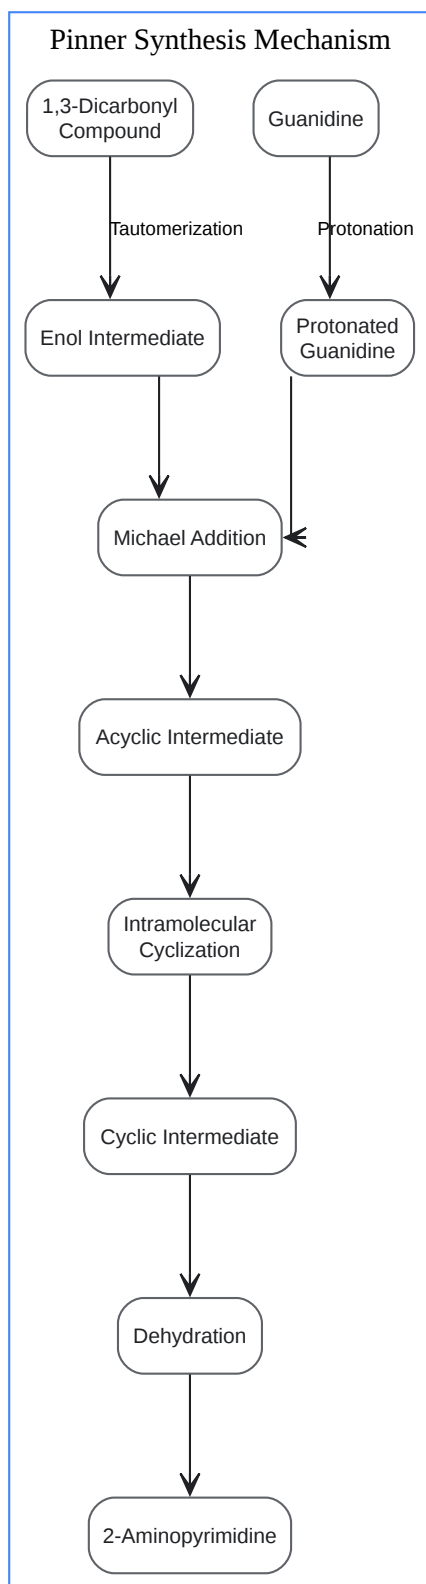 Pinner Synthesis Mechanism
1,3-Dicarbonyl
Compound
Guanidine
Tautomerization
Protonation
Enol Intermediate
Protonated
Guanidine
Michael Addition
Acyclic Intermediate
Intramolecular
Cyclization
Cyclic Intermediate
Dehydration
2-Aminopyrimidine